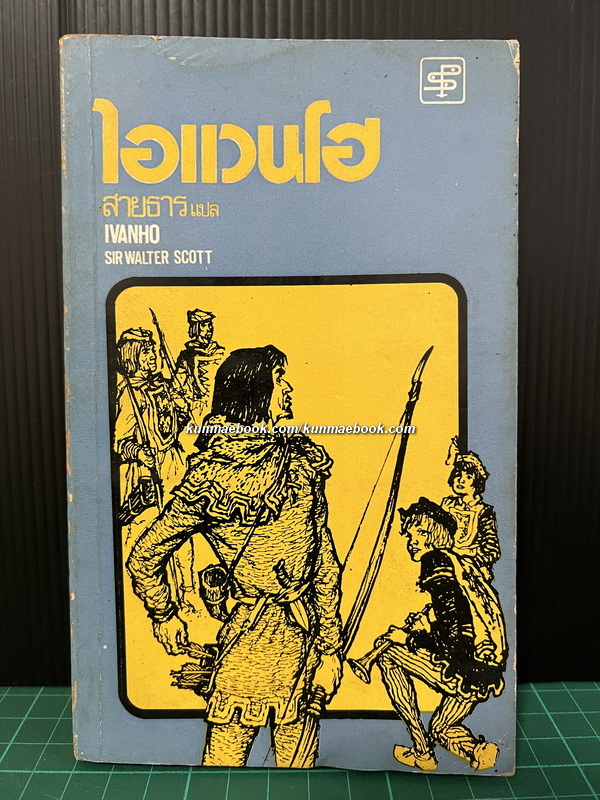 ไอแวนโฮ
สายธาร แปล
IVANHO
SIR WALTER SCOTT
kunmaebook.com/kunmaebook.com